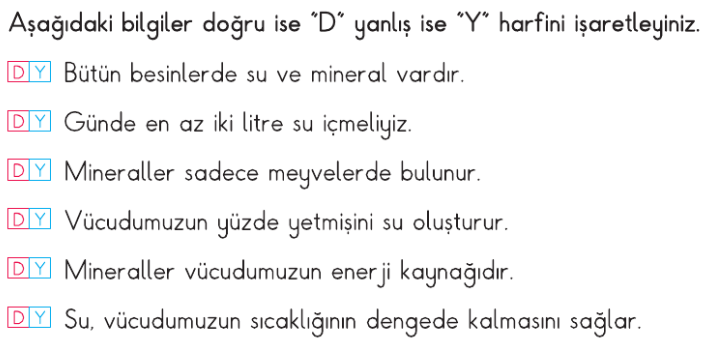 Aşağıdaki bilgiler doğru ise "D" yanlış ise "Y" harfini işaretleyiniz.
D Y Bütün besinlerde su ve mineral vardır.
D Y Günde en az iki litre su içmeliyiz.
D Y Mineraller sadece meyvelerde bulunur.
D Y Vücudumuzun yüzde yetmişini su oluşturur.
D Y Mineraller vücudumuzun enerji kaynağıdır.
D Y Su, vücudumuzun sıcaklığının dengede kalmasını sağlar.